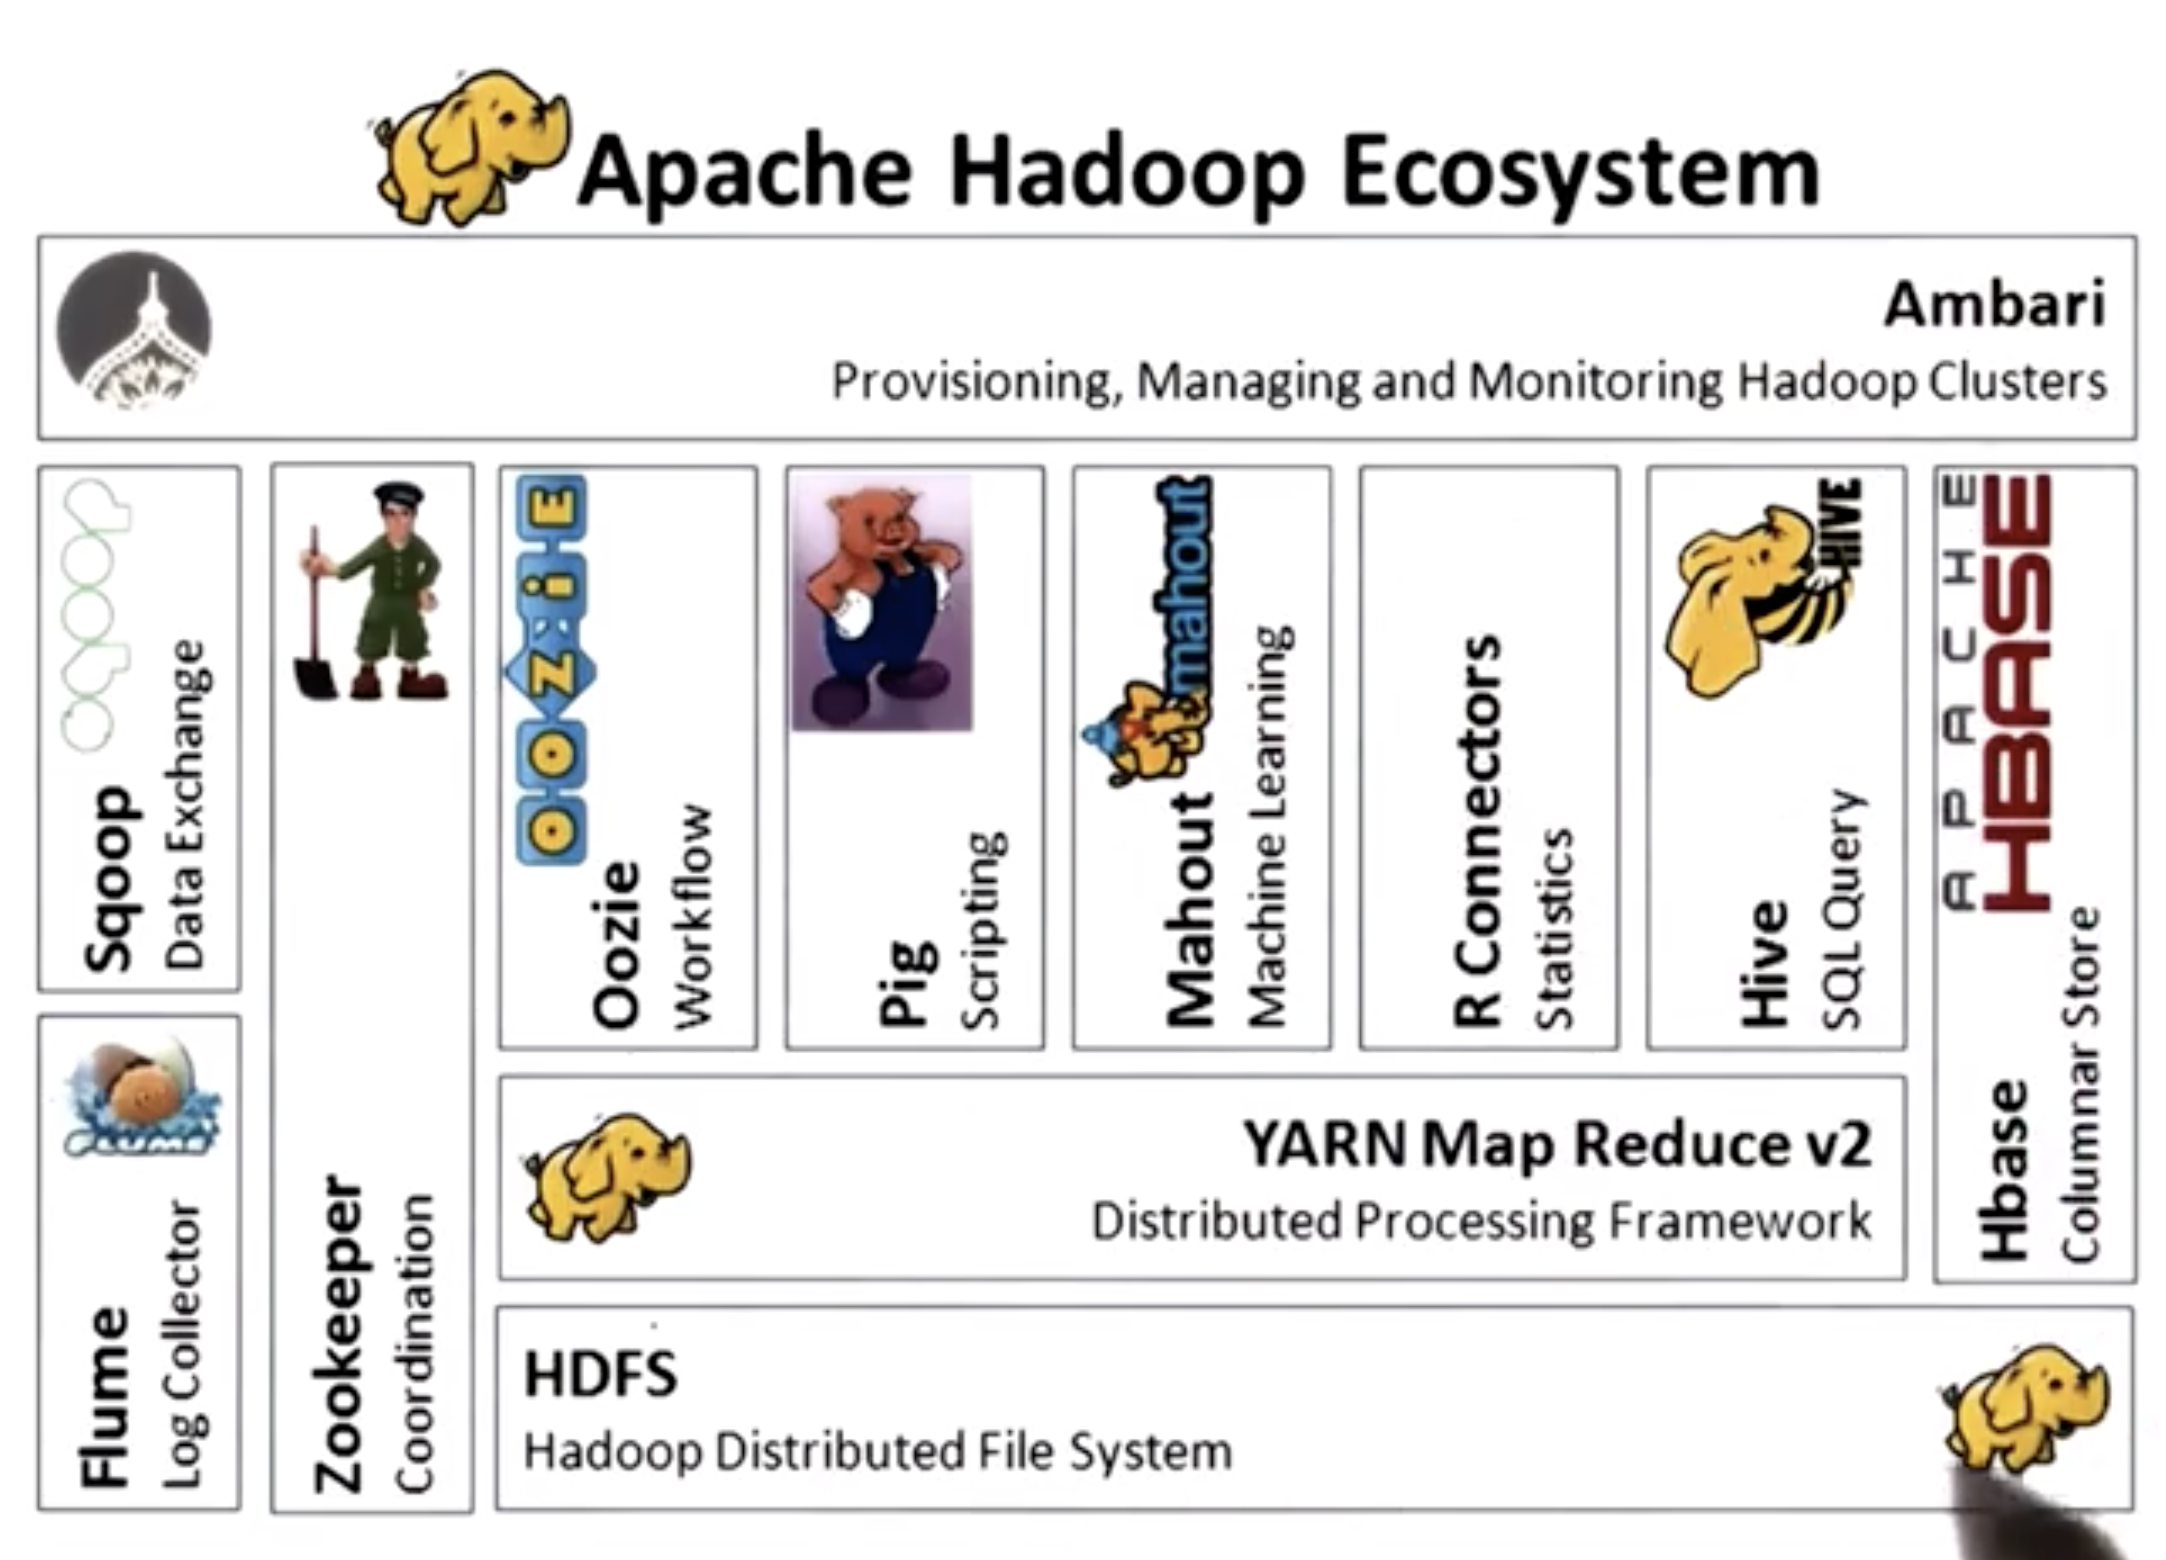 Apache Hadoop Ecosystem
Ambari
Provisioning, Managing and Monitoring Hadoop Clusters
sqoop
Sqoop
Data Exchange
Zookeeper
Coordination
OOZIE
Oozie
Workflow
Pig
Scripting
mahout
Mahout
Machine Learning
R Connectors
Statistics
HIVE
Hive
SQL Query
APACHE
HBASE
Hbase
Columnar Store
FLUME
Flume
Log Collector
YARN Map Reduce v2
Distributed Processing Framework
HDFS
Hadoop Distributed File System